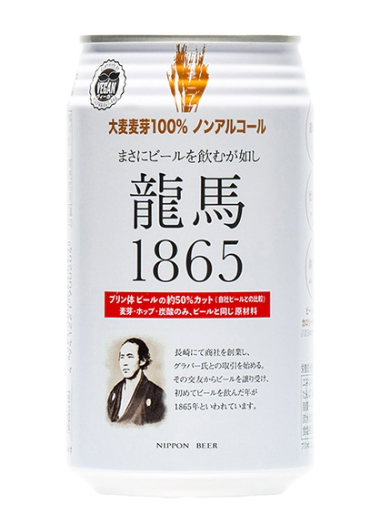 VEGAN
大麦麦芽100% ノンアルコール
まさにビールを飲むが如し
龍馬
1865
プリン体 ビールの約50%カット(自社ビールとの比較)
麦芽・ホップ・炭酸のみ、ビールと同じ原材料
長崎にて商社を創業し、
グラバー氏との取引を始める。
その交友からビールを譲り受け、
初めてビールを飲んだ年が
1865年といわれています。
NIPPON BEER